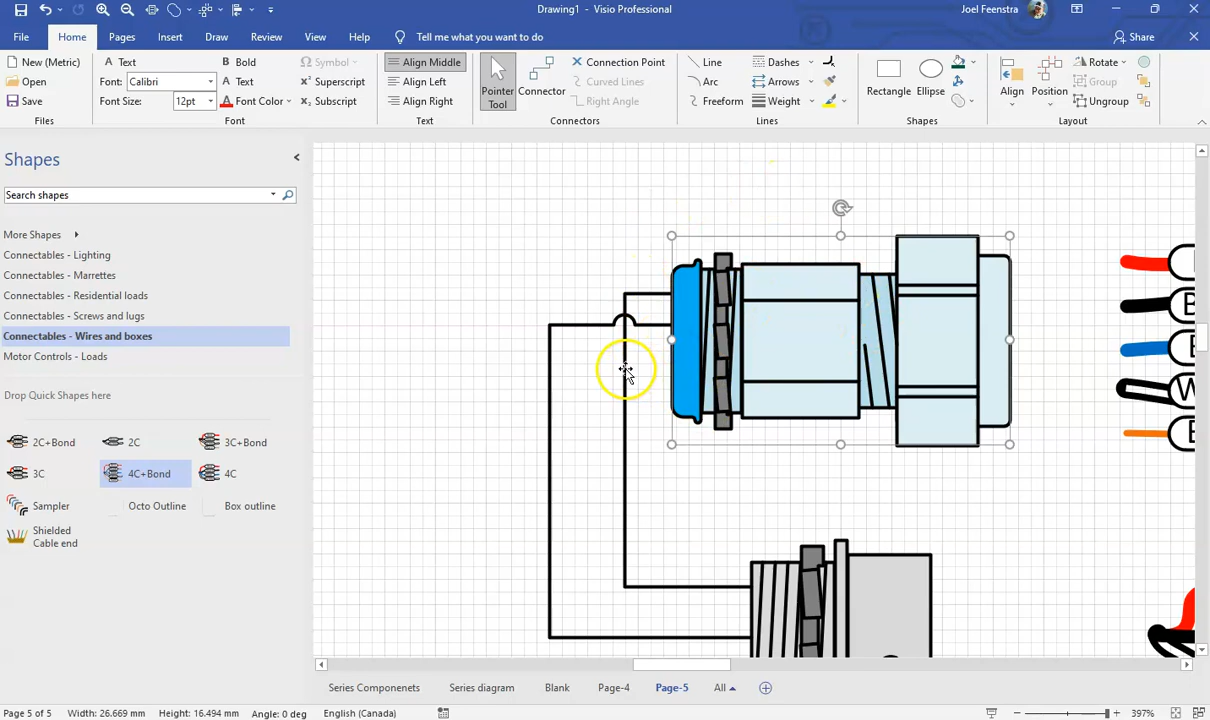 Drawing1 - Visio Professional
Joel Feenstra
File
Home
Pages
Insert
Draw
Review
View
Help
Tell me what you want to do
Share
New (Metric)
Open
Save
Files
Text
Font: Calibri
Font Size: 12pt
Bold
Text
Font Color
Symbol
Superscript
Subscript
Font
Align Middle
Align Left
Align Right
Text
Pointer Tool
Connector
Connection Point
Curved Lines
Right Angle
Connectors
Line
Arc
Freeform
Dashes
Arrows
Weight
Lines
Rectangle
Ellipse
Shapes
Align
Position
Rotate
Group
Ungroup
Layout
Shapes
Search shapes
More Shapes
Connectables - Lighting
Connectables - Marrettes
Connectables - Residential loads
Connectables - Screws and lugs
Connectables - Wires and boxes
Motor Controls - Loads
Drop Quick Shapes here
2C+Bond
2C
3C+Bond
3C
4C+Bond
4C
Sampler
Octo Outline
Box outline
Shielded Cable end
Series Componenets
Series diagram
Blank
Page-4
Page-5
All
Page 5 of 5
Width: 26.669 mm
Height: 16.494 mm
Angle: 0 deg
English (Canada)
397%